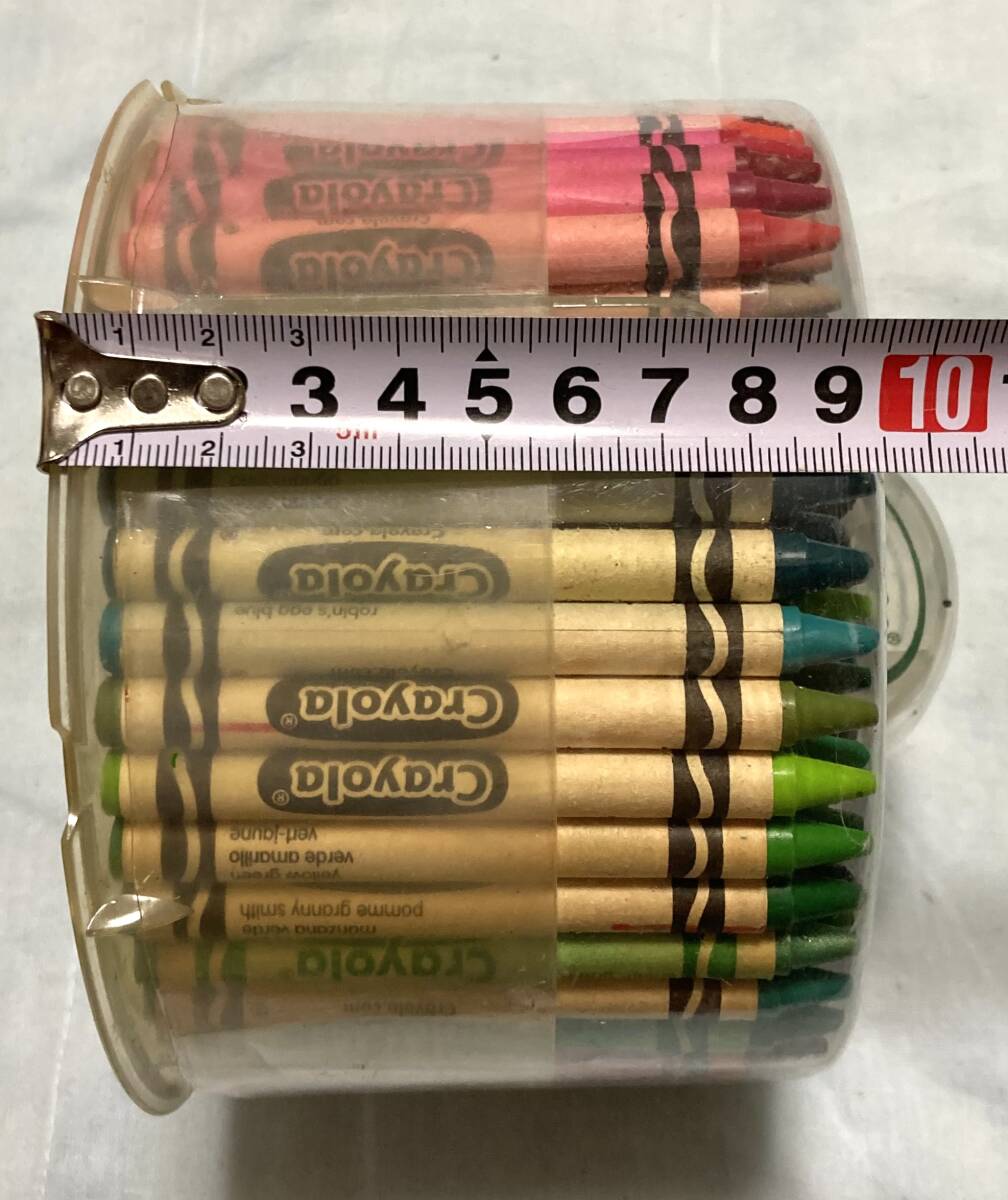 Crayola
Crayola
crayola.com
Crayola
1 2 3
3 4 5 6 7 8 9 10
5m
1 2 3
Crayola.com
Crayola
robin's egg blue
crayola.com
Crayola®
Crayola®
vert-jaune
verde amarillo
yellow green
pomme granny smith
manzana verde
Crayola®
crayola.com